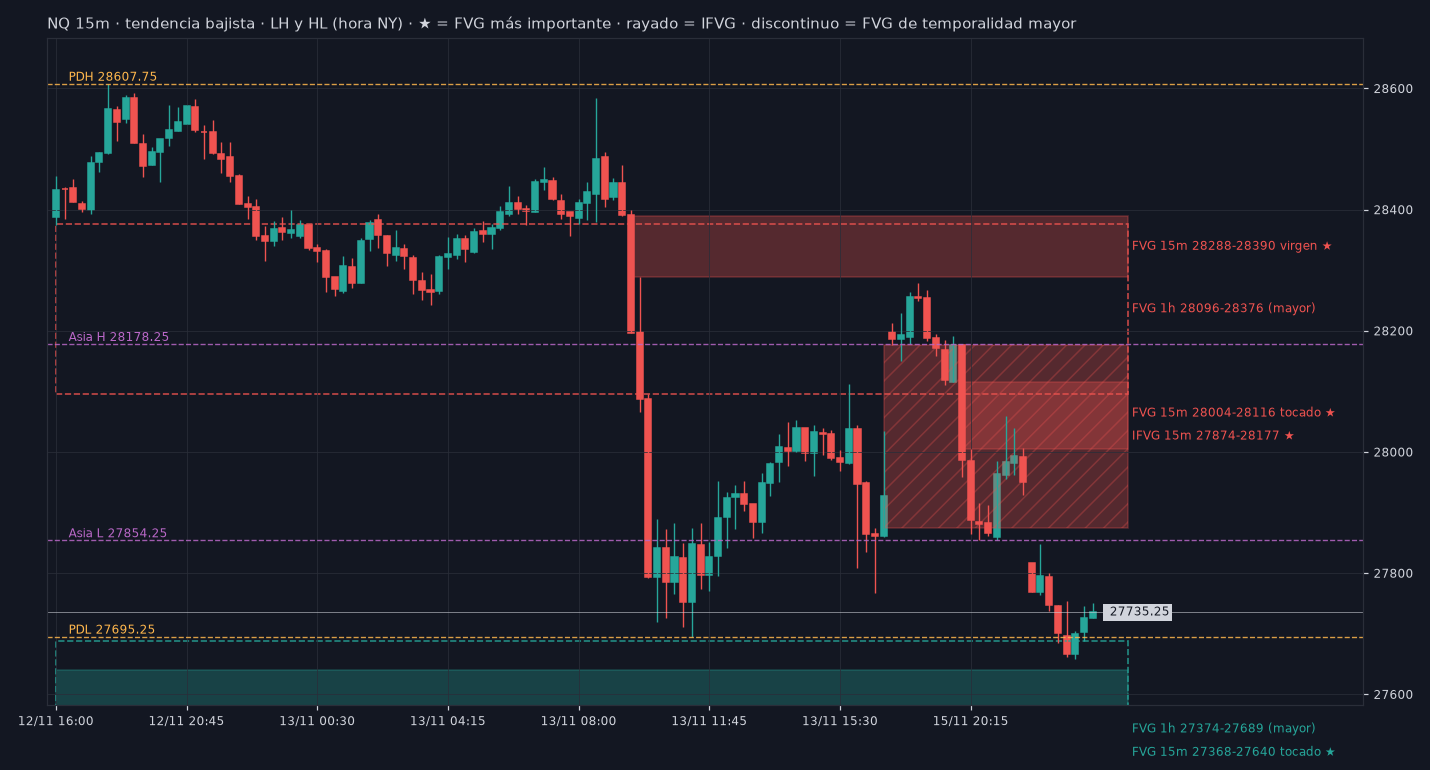 NQ 15m · tendencia bajista · LH y HL (hora NY) · ★ = FVG más importante · rayado = IFVG · discontinuo = FVG de temporalidad mayor
PDH 28607.75
28600
28400
FVG 15m 28288-28390 virgen ★
FVG 1h 28096-28376 (mayor)
Asia H 28178.25
28200
FVG 15m 28004-28116 tocado ★
IFVG 15m 27874-28177 ★
28000
Asia L 27854.25
27800
27735.25
PDL 27695.25
27600
12/11 16:00
12/11 20:45
13/11 00:30
13/11 04:15
13/11 08:00
13/11 11:45
13/11 15:30
15/11 20:15
FVG 1h 27374-27689 (mayor)
FVG 15m 27368-27640 tocado ★